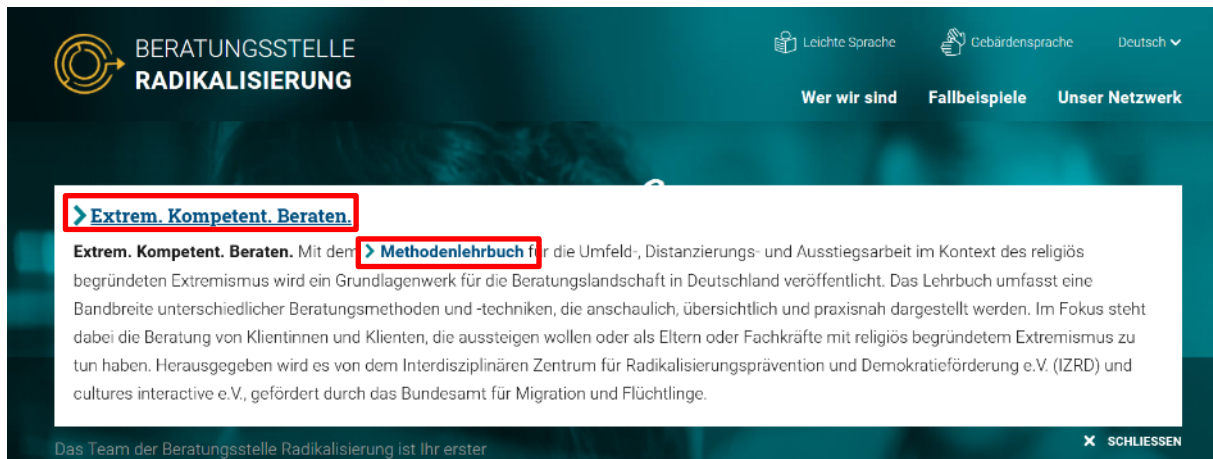 BERATUNGSSTELLE
RADIKALISIERUNG
Leichte Sprache
Gebärdensprache
Deutsch
Wer wir sind
Fallbeispiele
Unser Netzwerk
Extrem. Kompetent. Beraten.
Extrem. Kompetent. Beraten. Mit dem Methodenlehrbuch für die Umfeld-, Distanzierungs- und Ausstiegsarbeit im Kontext des religiös
begründeten Extremismus wird ein Grundlagenwerk für die Beratungslandschaft in Deutschland veröffentlicht. Das Lehrbuch umfasst eine
Bandbreite unterschiedlicher Beratungsmethoden und -techniken, die anschaulich, übersichtlich und praxisnah dargestellt werden. Im Fokus steht
dabei die Beratung von Klientinnen und Klienten, die aussteigen wollen oder als Eltern oder Fachkräfte mit religiös begründetem Extremismus zu
tun haben. Herausgegeben wird es von dem Interdisziplinären Zentrum für Radikalisierungsprävention und Demokratieförderung e.V. (IZRD) und
cultures interactive e.V., gefördert durch das Bundesamt für Migration und Flüchtlinge.
Das Team der Beratungsstelle Radikalisierung ist Ihr erster
SCHLIESSEN